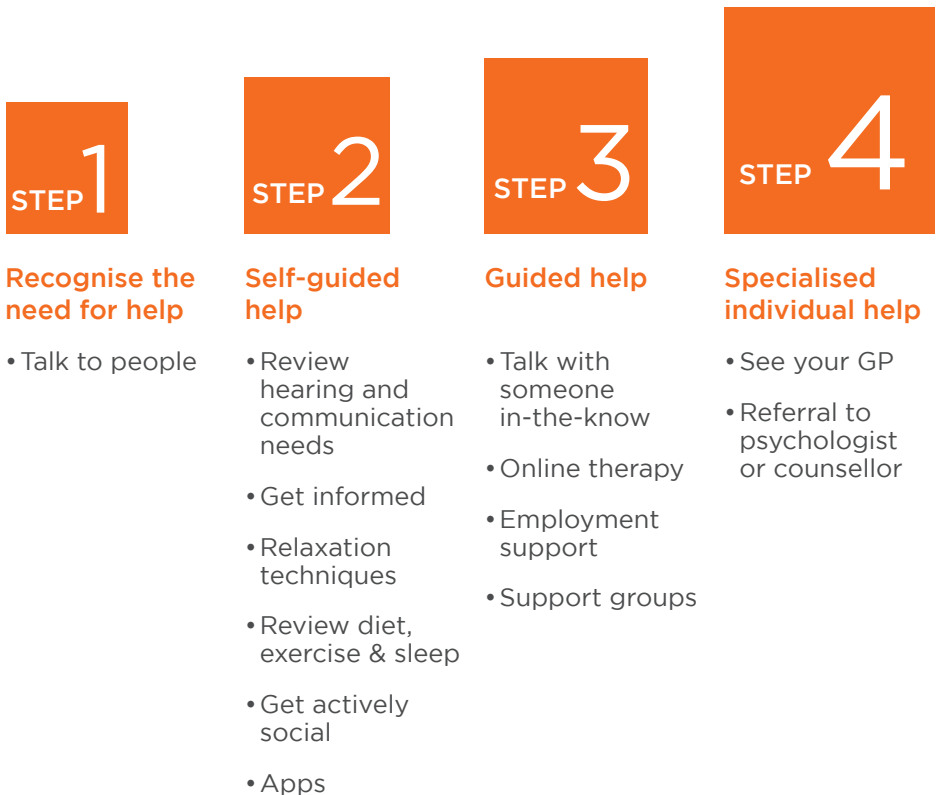 STEP 1
Recognise the
need for help
• Talk to people
STEP 2
Self-guided
help
• Review
hearing and
communication
needs
• Get informed
• Relaxation
techniques
• Review diet,
exercise & sleep
• Get actively
social
• Apps
STEP 3
Guided help
• Talk with
someone
in-the-know
• Online therapy
• Employment
support
• Support groups
STEP 4
Specialised
individual help
• See your GP
• Referral to
psychologist
or counsellor